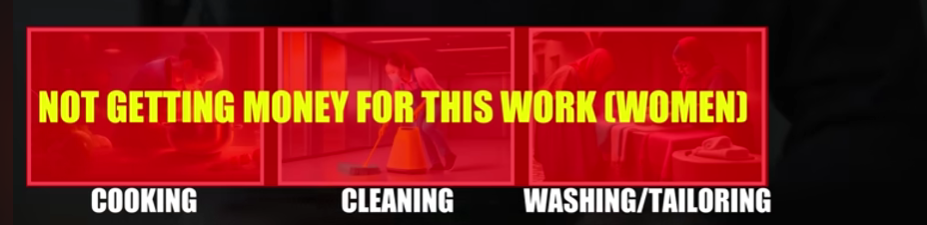 NOT GETTING MONEY FOR THIS WORK (WOMEN)
COOKING
CLEANING
WASHING/TAILORING